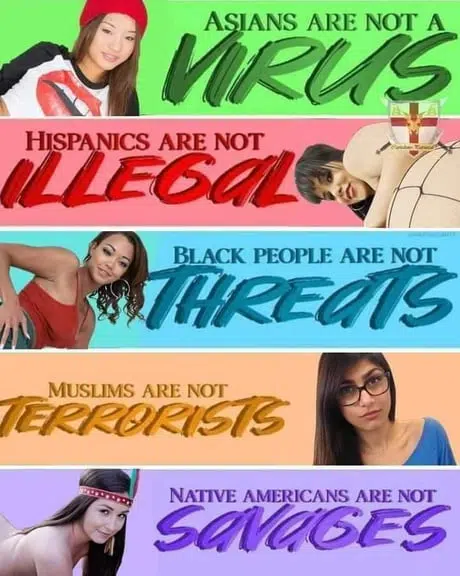 Asians are not a
VIRUS
Hispanics are not
ILLEGAL
Black people are not
THREATS
Muslims are not
TERRORISTS
Native Americans are not
SAVAGES